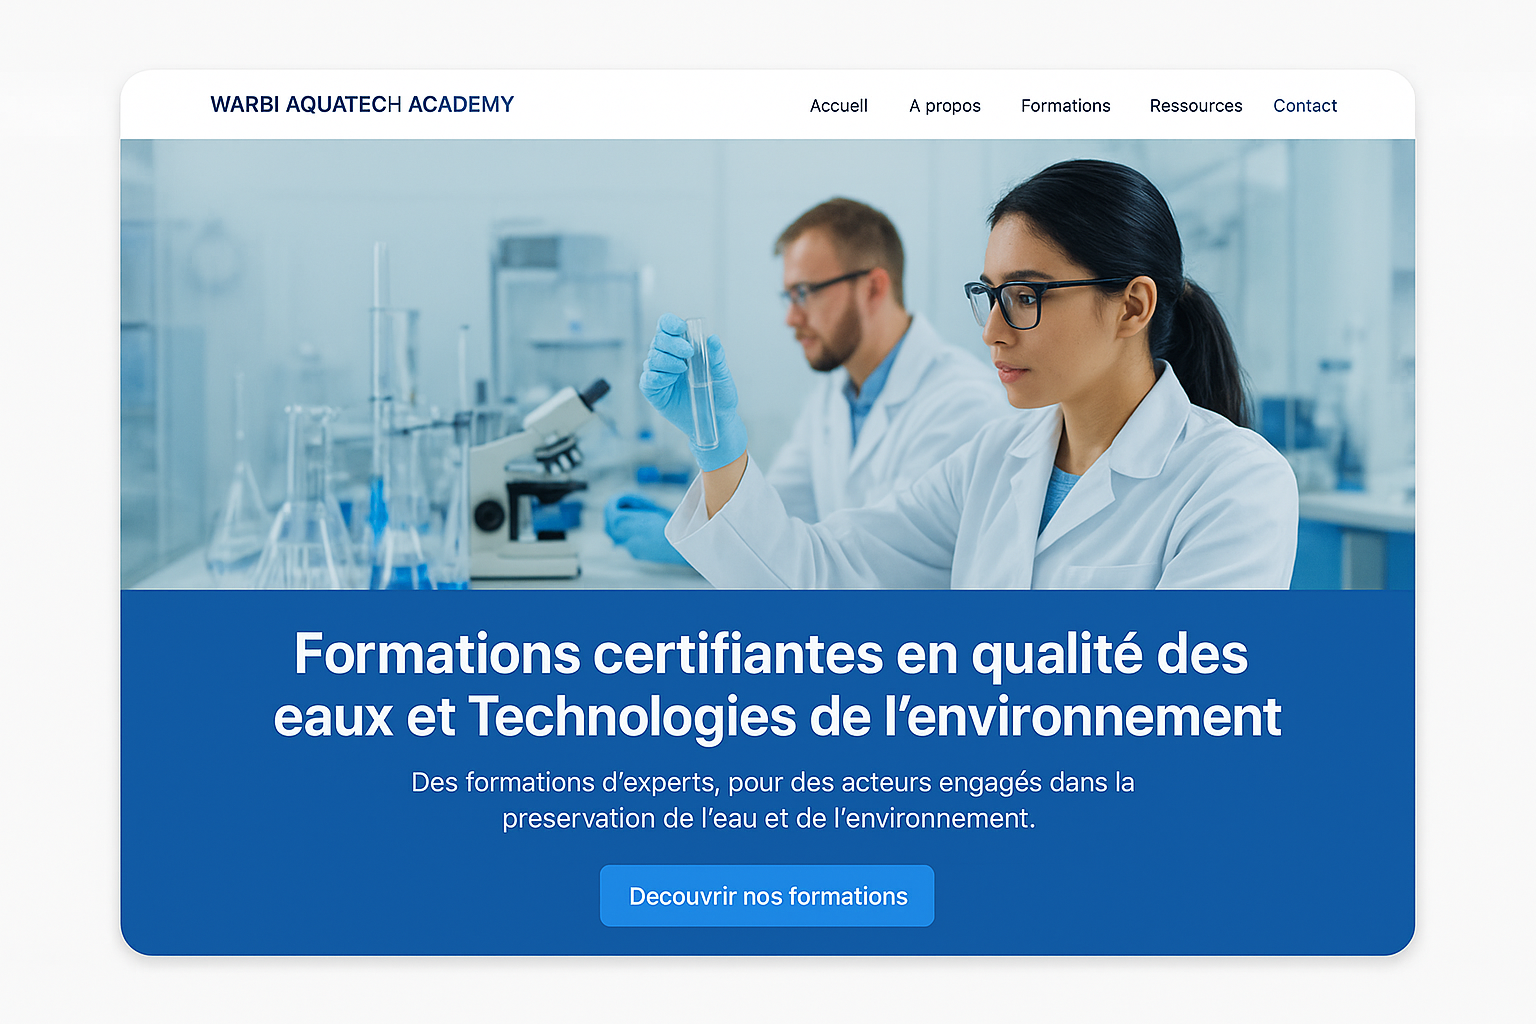 WARBI AQUATECH ACADEMY
Accuell
A propos
Formations
Ressources
Contact
Formations certifiantes en qualité des
eaux et Technologies de l’environnement
Des formations d’experts, pour des acteurs engagés dans la
preservation de l’eau et de l’environnement.
Decouvrir nos formations